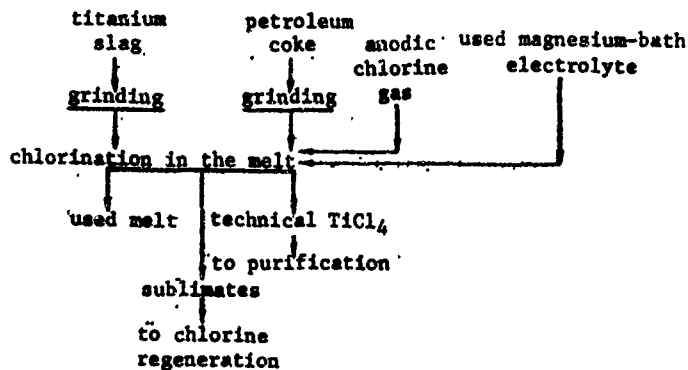 titanium
slag
petroleum
coke
anodic
chlorine
gas
used magnesium-bath
electrolyte
grinding
grinding
chlorination in the melt
used melt
technical TiCl4
to purification
sublimates
to chlorine
regeneration